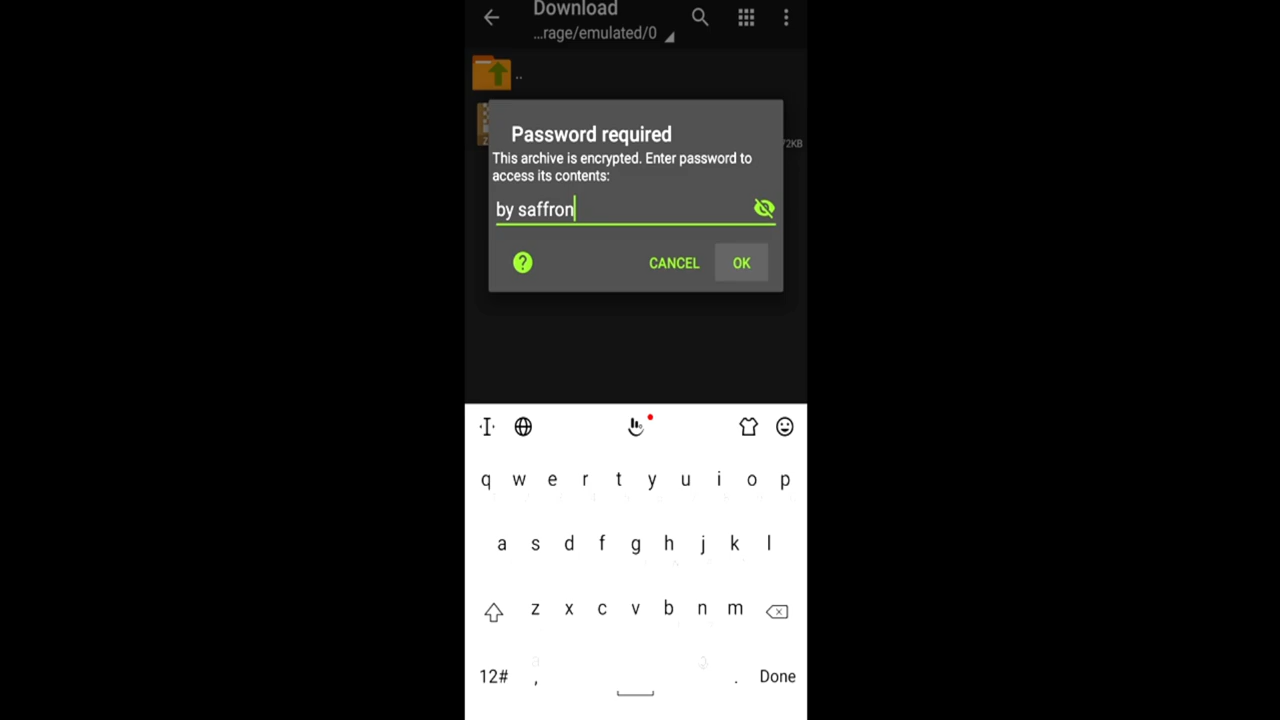 Download
...rage/emulated/0
..
72KB
Password required
This archive is encrypted. Enter password to
access its contents:
by saffron
? CANCEL OK
q w e r t y u i o p
a s d f g h j k l
z x c v b n m
12# , . Done